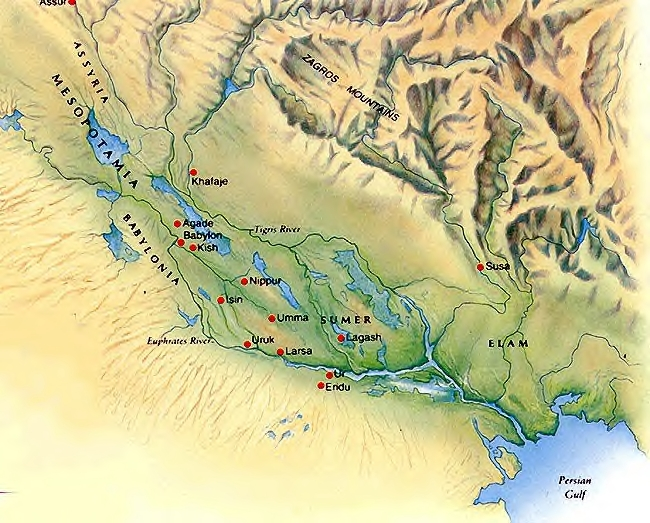 Assur
ASSYRIA
MESOPOTAMIA
ZAGROS MOUNTAINS
Khafaje
Agade
Babylon
Kish
Tigris River
BABYLONIA
Susa
Nippur
Isin
Umma
SUMER
Lagash
ELAM
Euphrates River
Uruk
Larsa
Ur
Eridu
Persian
Gulf